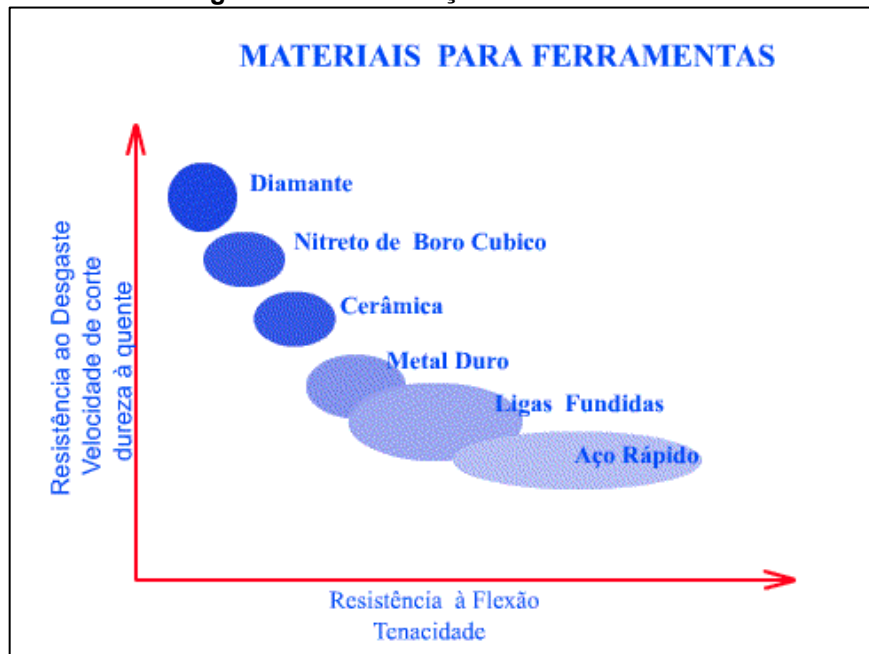 MATERIAIS PARA FERRAMENTAS
Diamante
Nitreto de Boro Cubico
Cerâmica
Metal Duro
Ligas Fundidas
Aço Rápido
Resistência ao Desgaste
Velocidade de corte
dureza à quente
Resistência à Flexão
Tenacidade